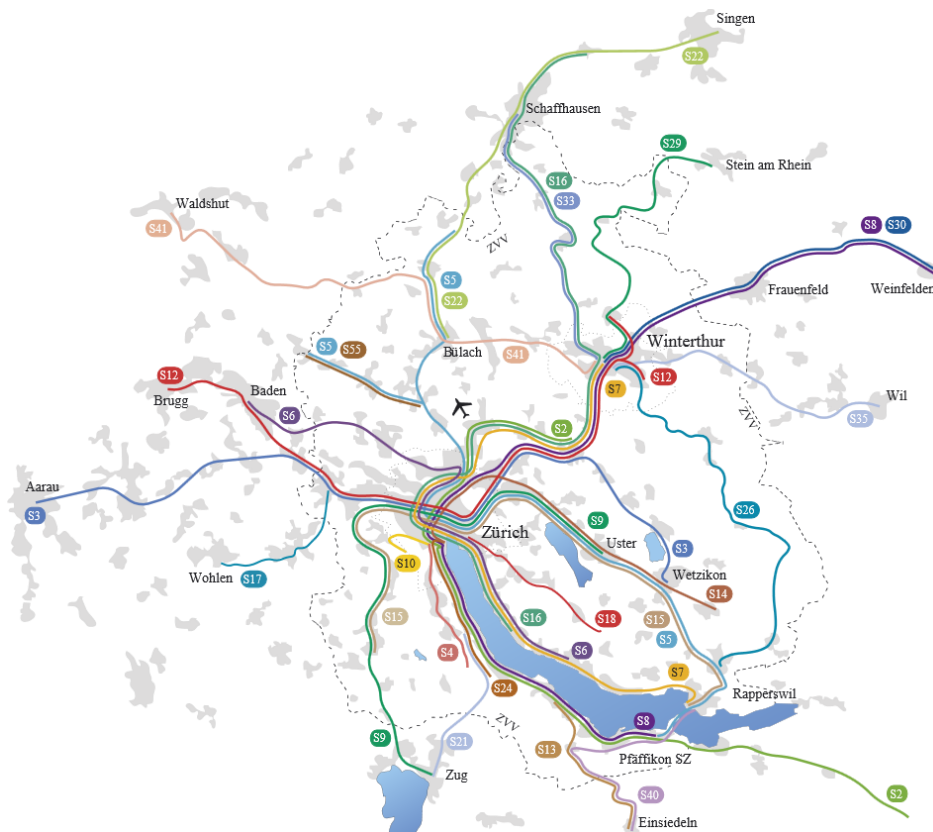 Singen
S22
Schaffhausen
S29
Stein am Rhein
S16
S33
Waldshut
S41
ZVV
S8 S30
S5
S22
Frauenfeld
Weinfelden
S5 S55
Bülach
S41
Winterthur
S12
Brugg
Baden
S6
S7
S12
S2
Wil
S35
ZVV
Aarau
S3
S26
Zürich
S9
Uster
S3
Wetzikon
Wohlen
S17
S10
S14
S15
S16
S18
S15
S5
S4
S6
S7
S24
Rapperswil
ZVV
S8
S9
S21
S13
Pfäffikon SZ
Zug
S40
S2
Einsiedeln